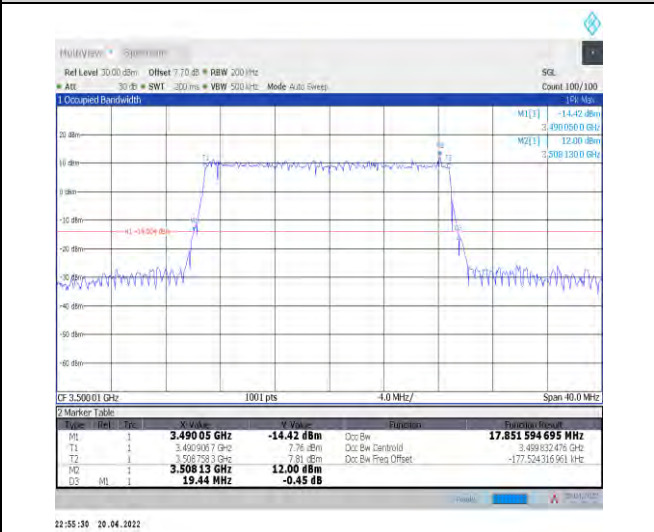 MultiView Spectrum
Ref Level 30.00 dBm Offset 7.70 dB RBW 200 kHz SGL
Att 30 dB SWT 200 ms VBW 500 kHz Mode Auto Sweep Count 100/100
1 Occupied Bandwidth 1Pk Max
M1[1] -14.42 dBm
3.490050 0 GHz
20 dBm
M2[1] 12.00 dBm
3.508 130 0 GHz
10 dBm
0 dBm
-10 dBm
-20 dBm
-30 dBm
-40 dBm
-50 dBm
-60 dBm
CF 3.50001 GHz 1001 pts 4.0 MHz/ Span 40.0 MHz
2 Marker Table
Type Ref Trc X-Value Y-Value Function Function Result
M1 1 3.490 05 GHz -14.42 dBm Occ Bw 17.851 594 695 MHz
T1 1 3.490 906 7 GHz 7.76 dBm Occ Bw Centroid 3.499 832 476 GHz
T2 1 3.508 758 3 GHz 7.81 dBm Occ Bw Freq Offset -177.524 316 961 kHz
M2 1 3.508 13 GHz 12.00 dBm
D3 M1 1 19.44 MHz -0.45 dB
22:55:30 20.04.2022